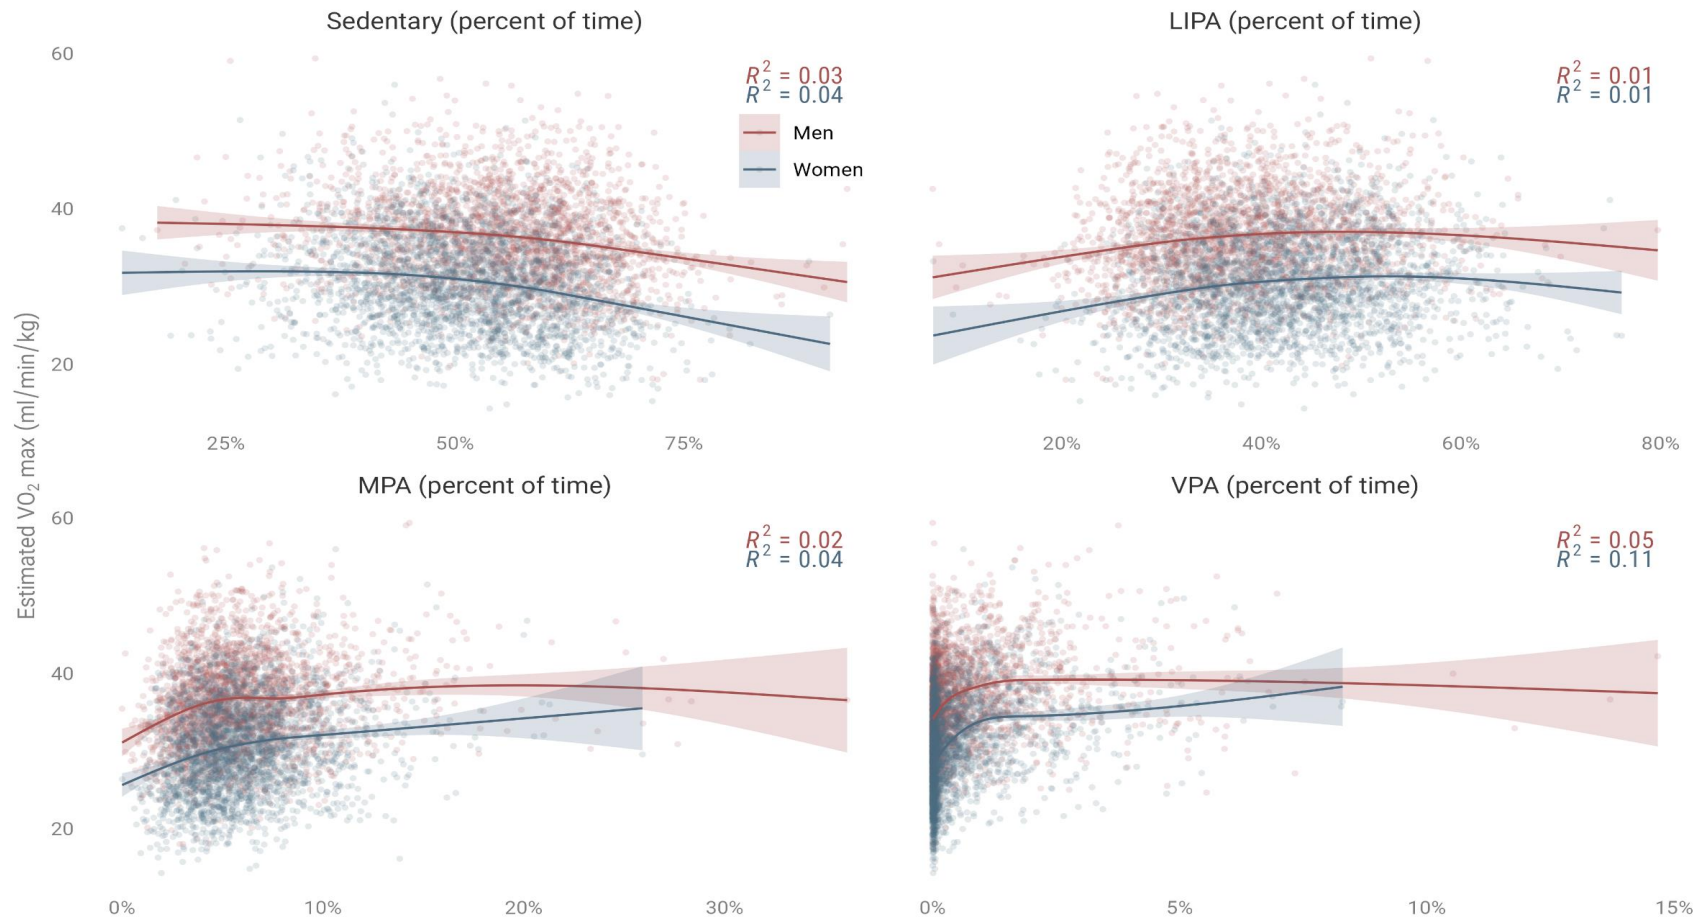 Sedentary (percent of time)
LIPA (percent of time)
60
40
20
R² = 0.03
R² = 0.04
Men
Women
R² = 0.01
R² = 0.01
25%
50%
75%
20%
40%
60%
80%
Estimated VO₂ max (ml/min/kg)
MPA (percent of time)
VPA (percent of time)
60
40
20
R² = 0.02
R² = 0.04
R² = 0.05
R² = 0.11
0%
10%
20%
30%
0%
5%
10%
15%